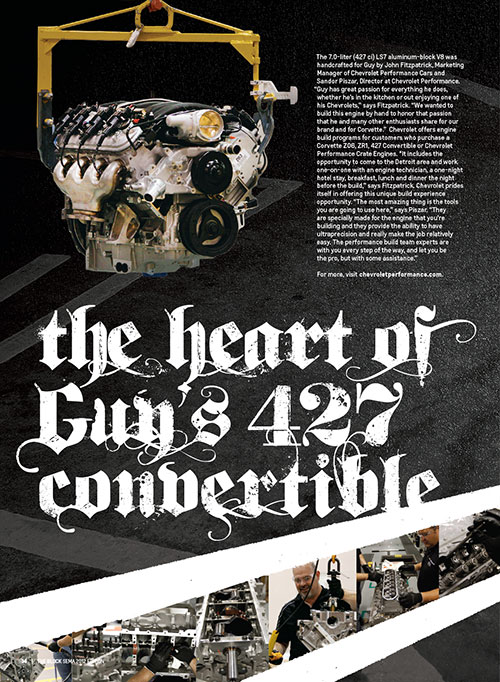 The 7.0-liter (427 ci) LS7 aluminum-block V8 was
handcrafted for Guy by John Fitzpatrick, Marketing
Manager of Chevrolet Performance Cars and
Sandor Piszar, Director at Chevrolet Performance.
"Guy has great passion for everything he does,
whether he's in the kitchen or out enjoying one of
his Chevrolets," says Fitzpatrick. "We wanted to
build this engine by hand to honor that passion
that he and many other enthusiasts share for our
brand and for Corvette." Chevrolet offers engine
build programs for customers who purchase a
Corvette Z06, ZR1, 427 Convertible or Chevrolet
Performance Crate Engines. "It includes the
opportunity to come to the Detroit area and work
one-on-one with an engine technician, a one-night
hotel stay, breakfast, lunch and dinner the night
before the build," says Fitzpatrick. Chevrolet prides
itself in offering this unique build experience
opportunity. "The most amazing thing is the tools
you are going to use here," says Piszar. "They
are specially made for the engine that you're
building and they provide the ability to have
ultraprecision and really make the job relatively
easy. The performance build team experts are
with you every step of the way, and let you be
the pro, but with some assistance."
For more, visit chevroletperformance.com.
the heart of
Guy's 427
convertible
THE BLOCK SEMA 2012